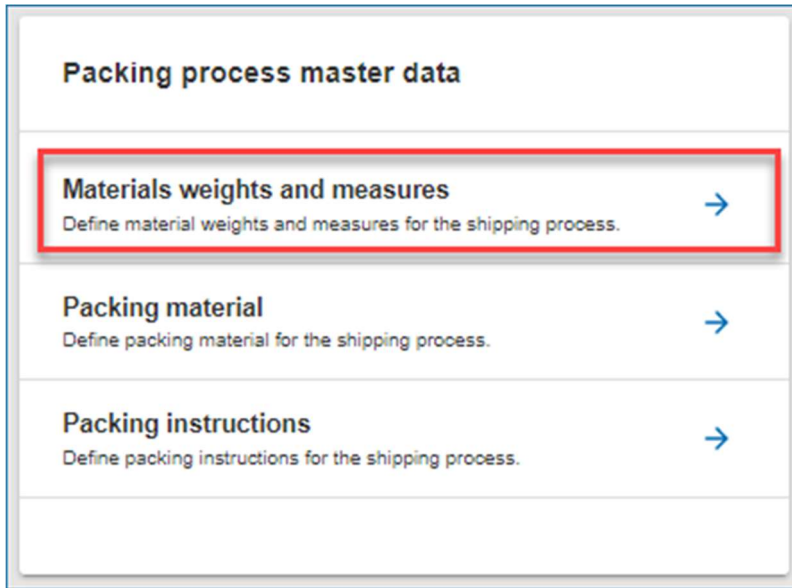 Packing process master data
Materials weights and measures
Define material weights and measures for the shipping process.
Packing material
Define packing material for the shipping process.
Packing instructions
Define packing instructions for the shipping process.